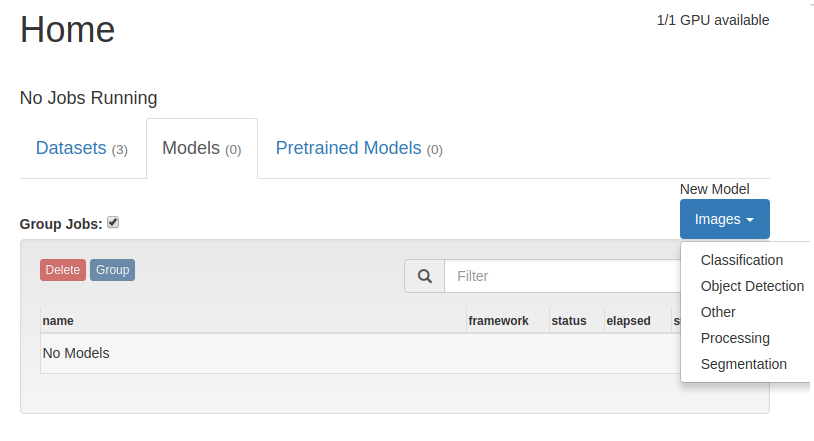 Home
1/1 GPU available
No Jobs Running
Datasets (3) Models (0) Pretrained Models (0)
New Model
Images
Group Jobs:
Classification
Object Detection
Other
Processing
Segmentation
Delete Group
Filter
name framework status elapsed
No Models